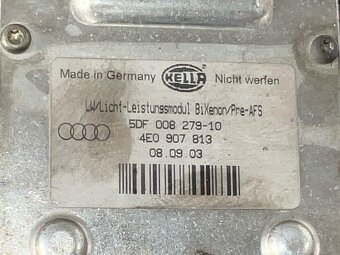 Made in Germany HELLA Nicht werfen
LW/Licht-Leistungsmodul BiXenon/Pre-AFS
5DF 008 279-10
4E0 907 813
08.09.03